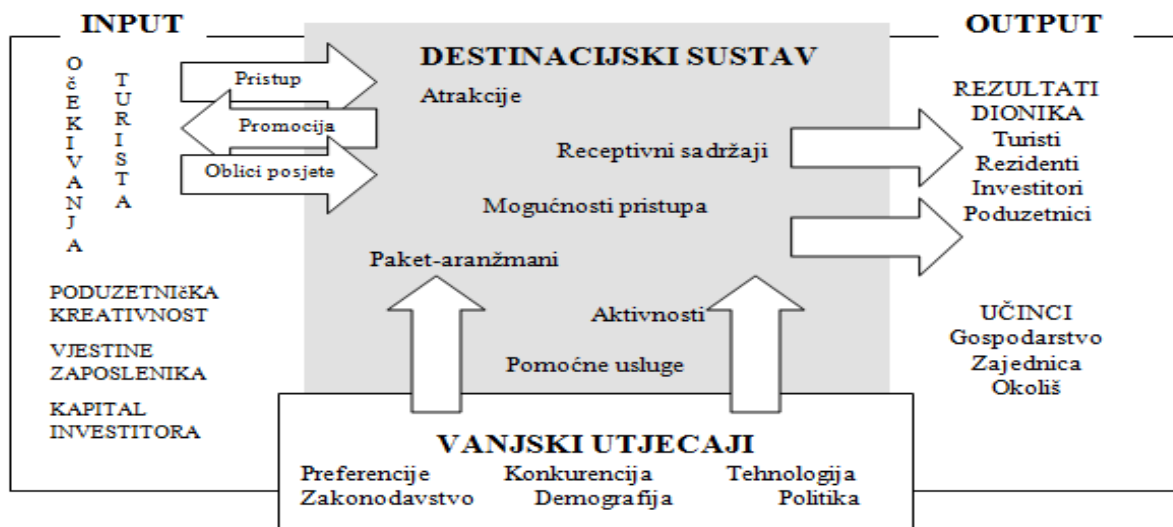 INPUT
OčEKIVANJA
TURISTA
Pristup
Promocija
Oblici posjete
PODUZETNIčKA
KREATIVNOST
VJESTINE
ZAPOSLENIKA
KAPITAL
INVESTITORA
DESTINACIJSKI SUSTAV
Atrakcije
Receptivni sadržaji
Mogućnosti pristupa
Paket-aranžmani
Aktivnosti
Pomoćne usluge
VANJSKI UTJECAJI
Preferencije Konkurencija Tehnologija
Zakonodavstvo Demografija Politika
OUTPUT
REZULTATI
DIONIKA
Turisti
Rezidenti
Investitori
Poduzetnici
UČINCI
Gospodarstvo
Zajednica
Okoliš